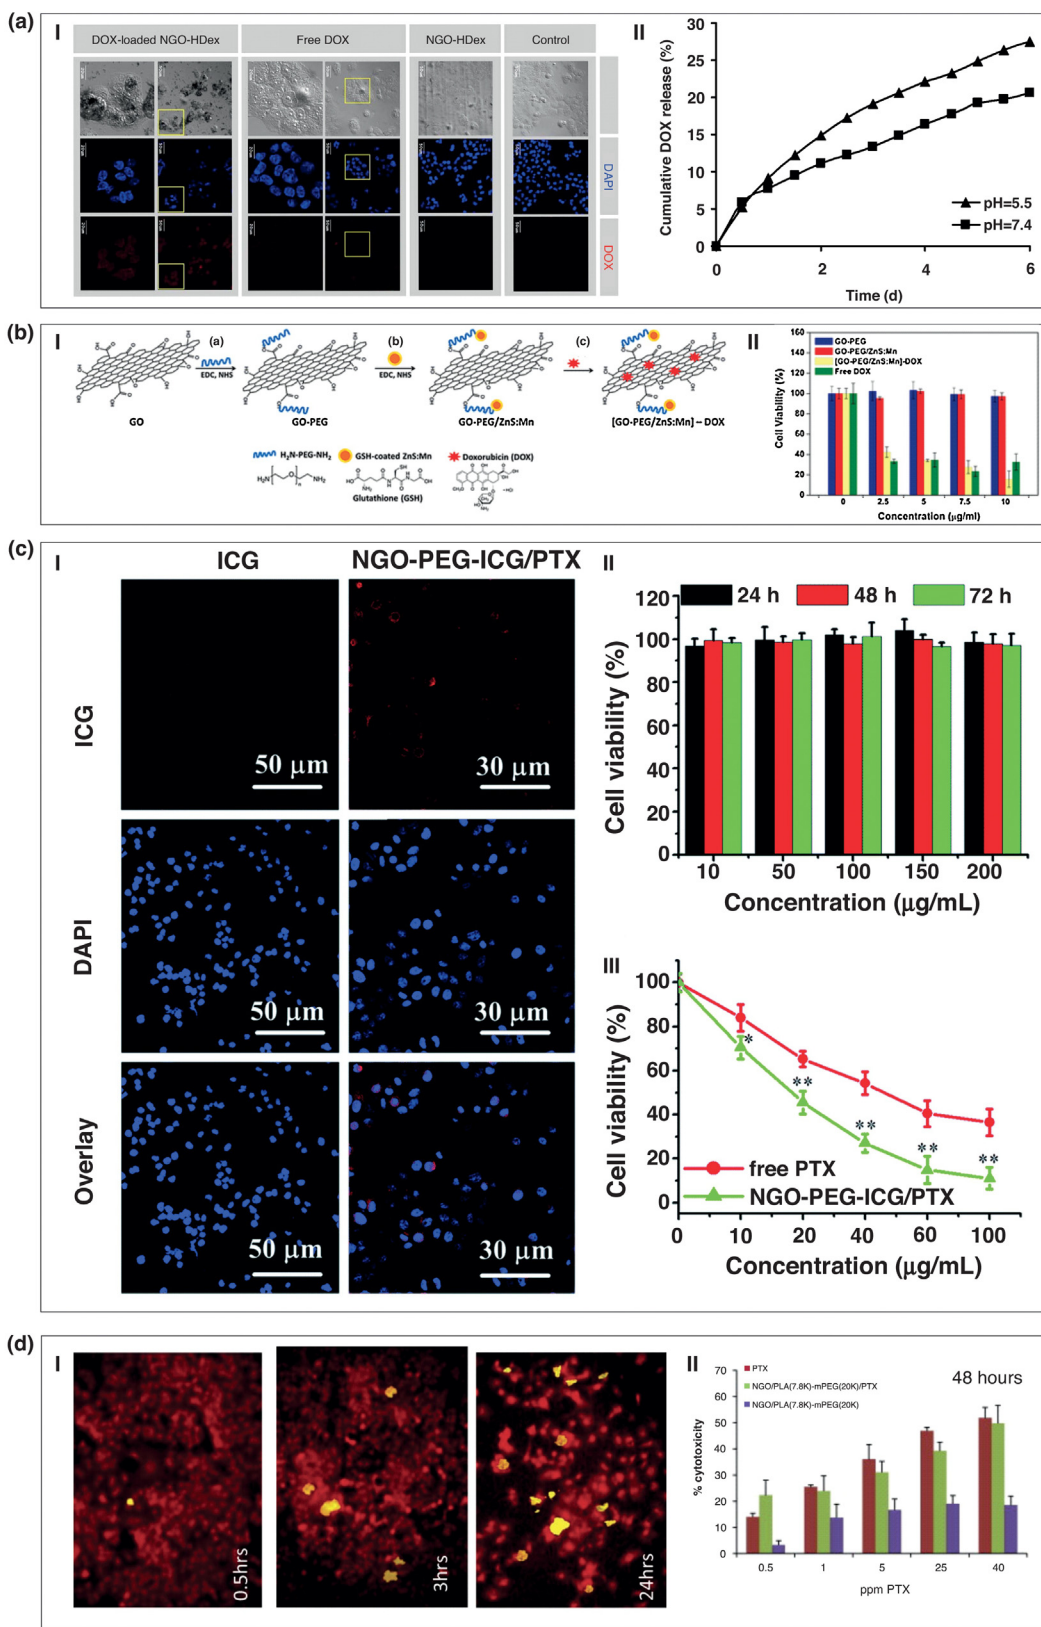 (a)
I
DOX-loaded NGO-HDex
Free DOX
NGO-HDex
Control
DAPI
DOX
II
Cumulative DOX release (%)
30
25
20
15
10
5
0
pH=5.5
pH=7.4
0
2
4
6
Time (d)
(b)
I
(a)
EDC, NHS
(b)
EDC, NHS
(c)
GO
GO-PEG
GO-PEG/ZnS:Mn
[GO-PEG/ZnS:Mn] – DOX
H₂N-PEG-NH₂
GSH-coated ZnS:Mn
Doxorubicin (DOX)
Glutathione (GSH)
II
GO-PEG
GO-PEG/ZnS:Mn
[GO-PEG/ZnS:Mn]-DOX
Free DOX
Cell Viability (%)
160
140
120
100
80
60
40
20
0
0
2.5
5
7.5
10
Concentration (μg/ml)
(c)
I
ICG
NGO-PEG-ICG/PTX
ICG
50 μm
30 μm
DAPI
50 μm
30 μm
Overlay
50 μm
30 μm
II
24 h
48 h
72 h
Cell viability (%)
120
100
80
60
40
20
0
10
50
100
150
200
Concentration (μg/mL)
III
Cell viability (%)
100
80
60
40
20
0
*
**
**
**
**
free PTX
NGO-PEG-ICG/PTX
0
10
20
40
60
100
Concentration (μg/mL)
(d)
I
0.5hrs
3hrs
24hrs
II
PTX
NGO/PLA(7.8K)-mPEG(20K)/PTX
NGO/PLA(7.8K)-mPEG(20K)
48 hours
% cytotoxicity
70
60
50
40
30
20
10
0
0.5
1
5
25
40
ppm PTX